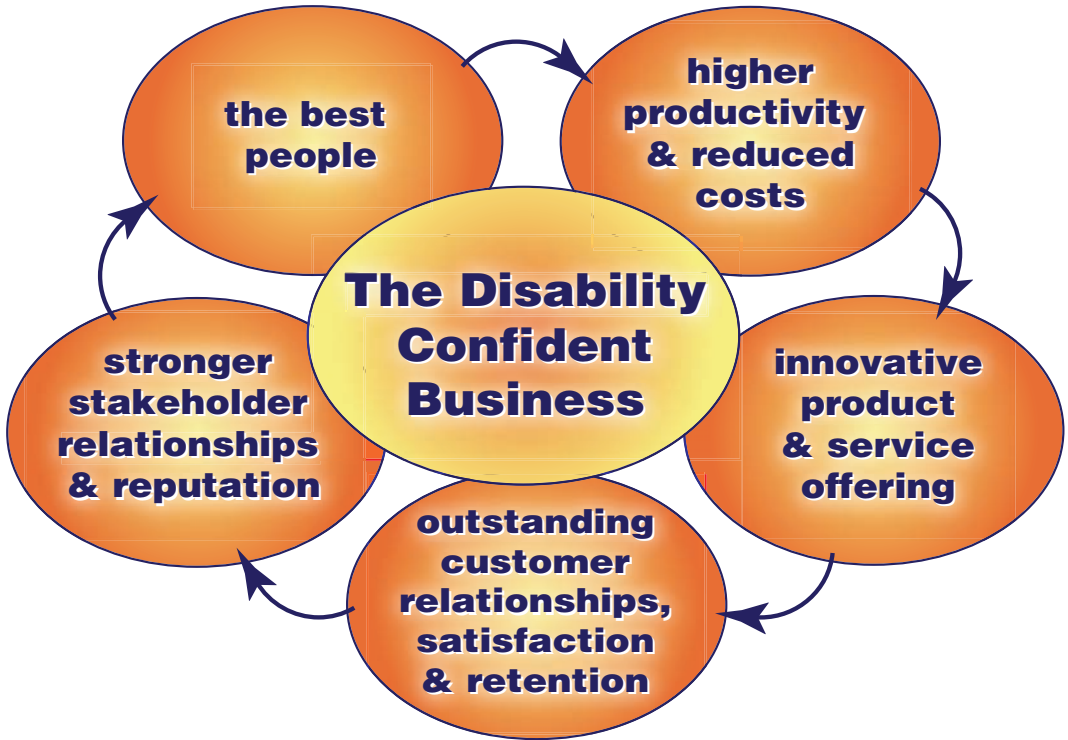 the best
people
higher
productivity
& reduced
costs
The Disability
Confident
Business
innovative
product
& service
offering
outstanding
customer
relationships,
satisfaction
& retention
stronger
stakeholder
relationships
& reputation